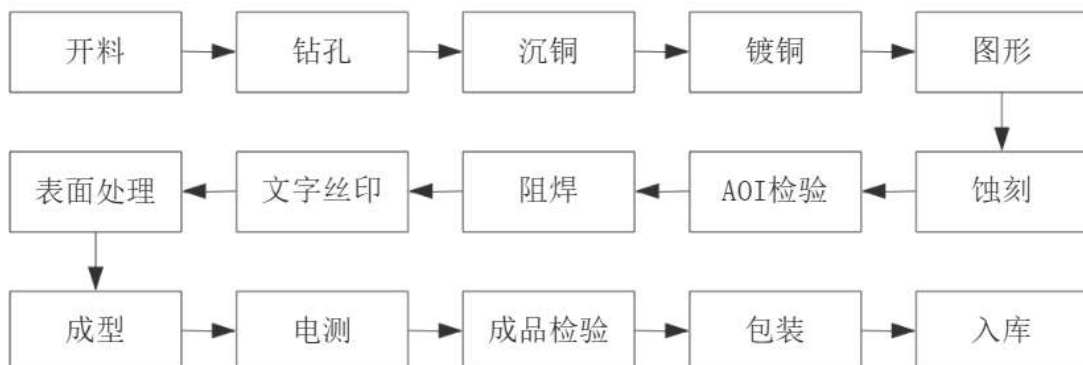 开料 钻孔 沉铜 镀铜 图形
表面处理 文字丝印 阻焊 AOI检验 蚀刻
成型 电测 成品检验 包装 入库